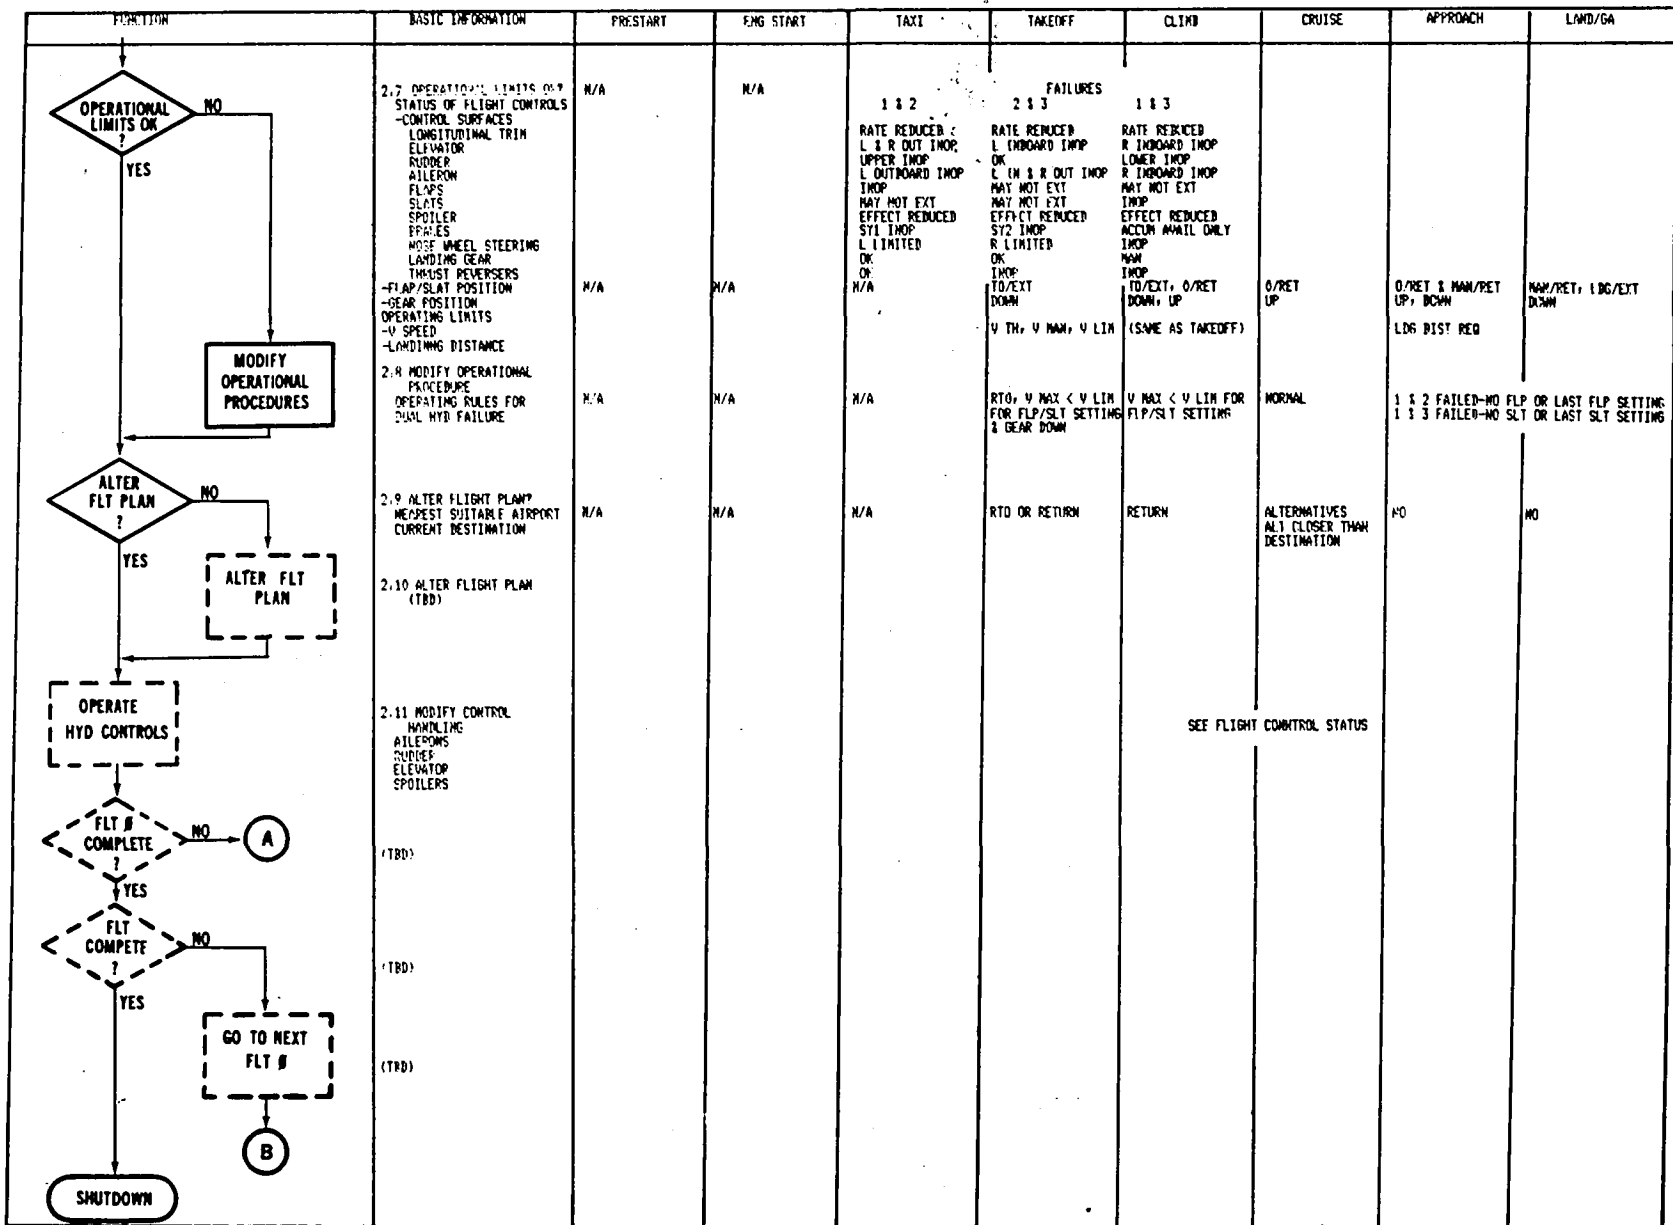 FUNCTION
BASIC INFORMATION
PRESTART
ENG START
TAXI
TAKEOFF
CLIMB
CRUISE
APPROACH
LAND/GA
OPERATIONAL
LIMITS OK
?
NO
YES
MODIFY
OPERATIONAL
PROCEDURES
ALTER
FLT PLAN
?
NO
YES
ALTER FLT
PLAN
OPERATE
HYD CONTROLS
FLT Ø
COMPLETE
?
NO
A
YES
FLT
COMPETE
?
NO
YES
GO TO NEXT
FLT Ø
B
SHUTDOWN
2.7 OPERATIONAL LIMITS OK?
STATUS OF FLIGHT CONTROLS
-CONTROL SURFACES
LONGITUDINAL TRIM
ELEVATOR
RUDDER
AILERON
FLAPS
SLATS
SPOILER
BRAKES
NOSE WHEEL STEERING
LANDING GEAR
THRUST REVERSERS
-FLAP/SLAT POSITION
-GEAR POSITION
OPERATING LIMITS
-V SPEED
-LANDINNG DISTANCE
2.8 MODIFY OPERATIONAL
PROCEDURE
OPERATING RULES FOR
DUAL HYD FAILURE
2.9 ALTER FLIGHT PLAN?
NEAREST SUITABLE AIRPORT
CURRENT DESTINATION
2.10 ALTER FLIGHT PLAN
(TBD)
2.11 MODIFY CONTROL
HANDLING
AILERONS
RUDDER
ELEVATOR
SPOILERS
(TBD)
(TBD)
(TBD)
N/A
N/A
N/A
N/A
N/A
N/A
N/A
N/A
FAILURES
1 & 2
RATE REDUCED
L & R OUT INOP
UPPER INOP
L OUTBOARD INOP
INOP
MAY NOT EXT
EFFECT REDUCED
SY1 INOP
L LIMITED
OK
OK
N/A
N/A
N/A
2 & 3
RATE REDUCED
L INBOARD INOP
OK
L IN & R OUT INOP
MAY NOT EXT
MAY NOT EXT
EFFECT REDUCED
SY2 INOP
R LIMITED
OK
INOP
TO/EXT
DOWN
V TH, V MAN, V LIM
RTO, V MAX < V LIM
FOR FLP/SLT SETTING
& GEAR DOWN
RTO OR RETURN
1 & 3
RATE REDUCED
R INBOARD INOP
LOWER INOP
R INBOARD INOP
MAY NOT EXT
INOP
EFFECT REDUCED
ACCUM AVAIL ONLY
INOP
MAN
INOP
TO/EXT, O/RET
DOWN, UP
(SAME AS TAKEOFF)
V MAX < V LIM FOR
FLP/SLT SETTING
RETURN
O/RET
UP
NORMAL
ALTERNATIVES
ALT CLOSER THAN
DESTINATION
O/RET & MAN/RET
UP, DOWN
LDG DIST REQ
MAN/RET, LDG/EXT
DOWN
1 & 2 FAILED-NO FLP OR LAST FLP SETTING
1 & 3 FAILED-NO SLT OR LAST SLT SETTING
NO
NO
SEE FLIGHT CONNTROL STATUS